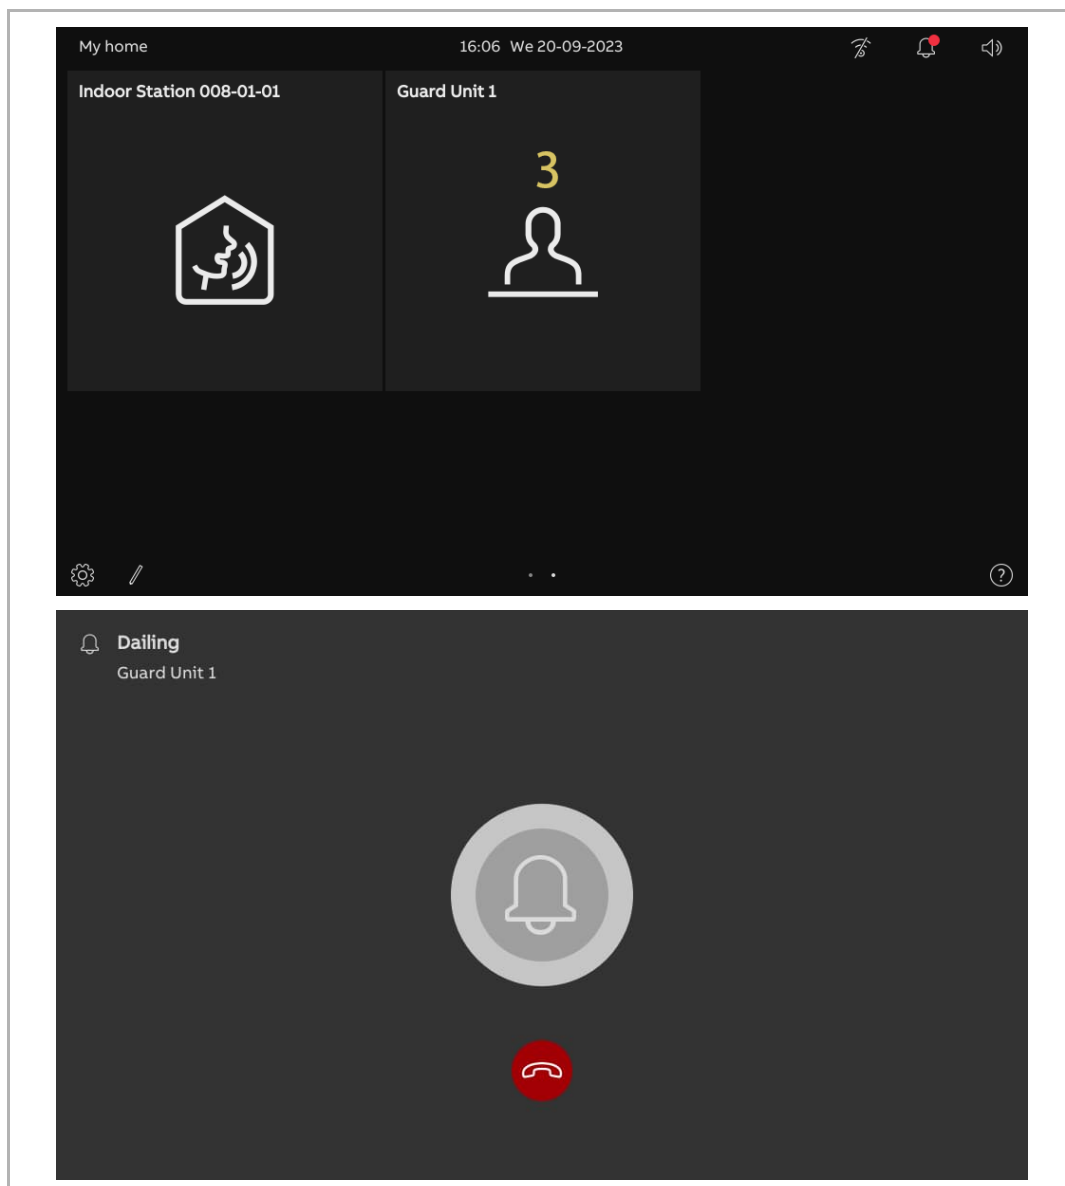 My home 16:06 We 20-09-2023
Indoor Station 008-01-01 Guard Unit 1
3
?
Dailing
Guard Unit 1